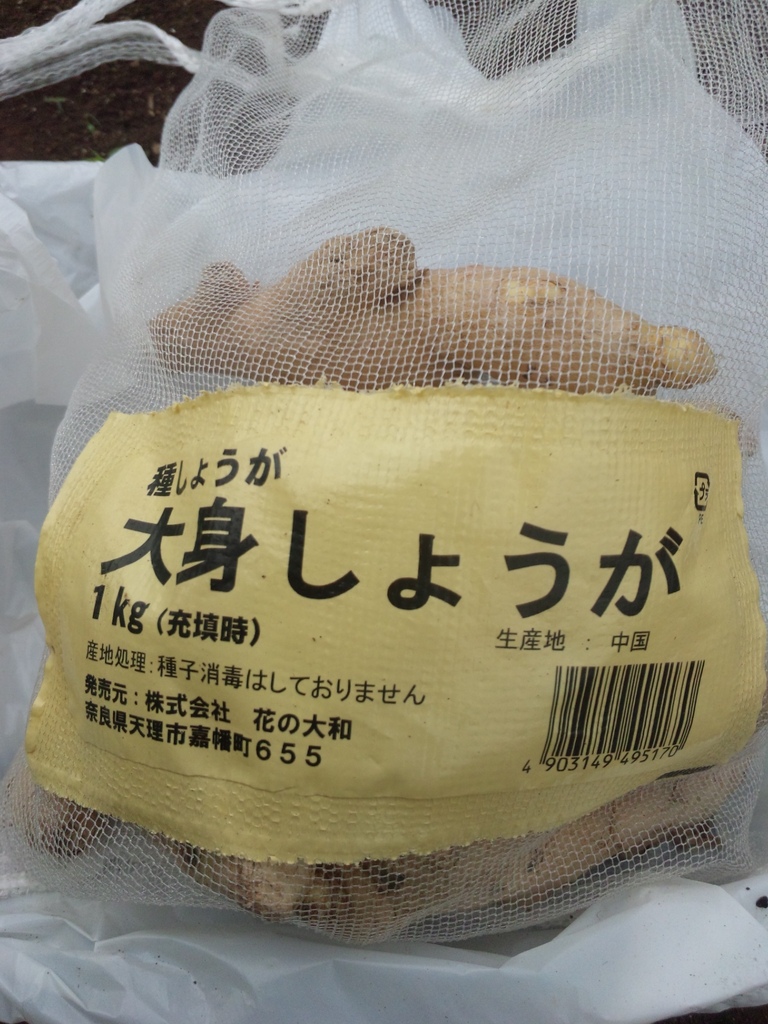 種しょうが
大身しょうが
1kg（充填時）
生産地 ： 中国
産地処理：種子消毒はしておりません
発売元：株式会社 花の大和
奈良県天理市嘉幡町６５５
4 903149 495170
プラ
PE